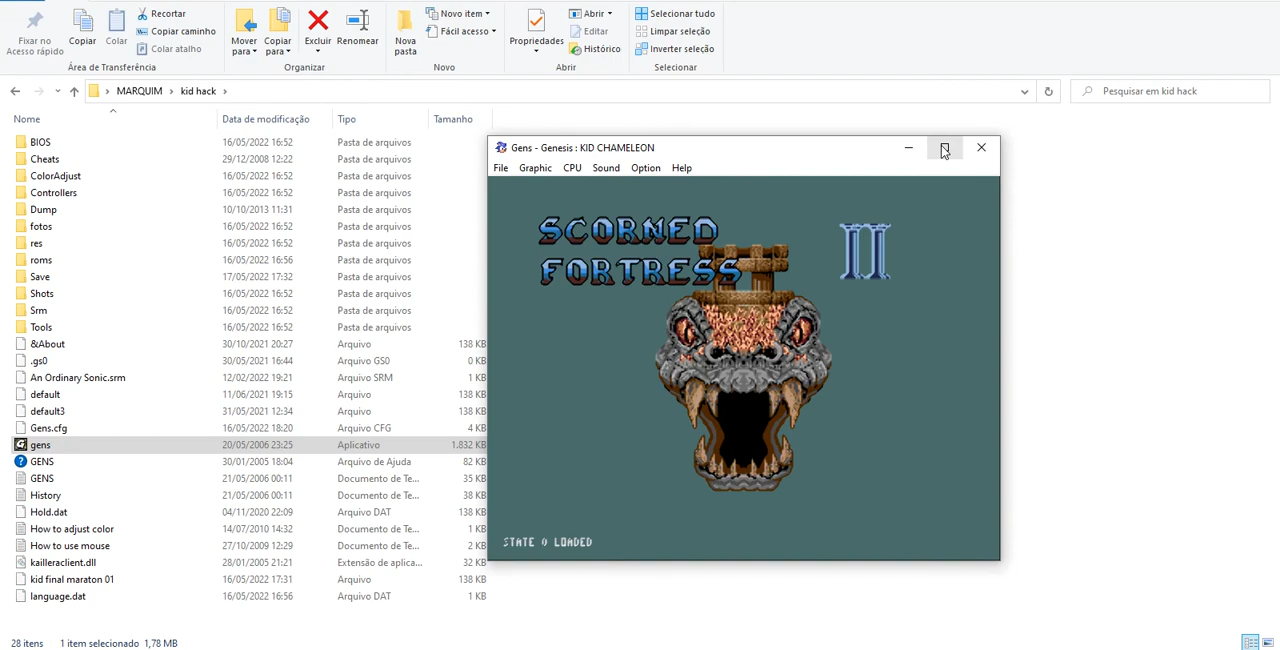 Fixar no
Acesso rápido
Copiar
Colar
Recortar
Copiar caminho
Colar atalho
Área de Transferência
Mover
para
Copiar
para
Excluir
Renomear
Organizar
Nova
pasta
Novo item
Fácil acesso
Novo
Propriedades
Abrir
Editar
Histórico
Abrir
Selecionar tudo
Limpar seleção
Inverter seleção
Selecionar
MARQUIM > kid hack >
Pesquisar em kid hack
Nome Data de modificação Tipo Tamanho
BIOS 16/05/2022 16:52 Pasta de arquivos
Cheats 29/12/2008 12:22 Pasta de arquivos
ColorAdjust 16/05/2022 16:52 Pasta de arquivos
Controllers 16/05/2022 16:52 Pasta de arquivos
Dump 10/10/2013 11:31 Pasta de arquivos
fotos 16/05/2022 16:52 Pasta de arquivos
res 16/05/2022 16:52 Pasta de arquivos
roms 16/05/2022 16:56 Pasta de arquivos
Save 17/05/2022 17:32 Pasta de arquivos
Shots 16/05/2022 16:52 Pasta de arquivos
Srm 16/05/2022 16:52 Pasta de arquivos
Tools 16/05/2022 16:52 Pasta de arquivos
&About 30/10/2021 20:27 Arquivo 138 KB
.gs0 30/05/2021 16:44 Arquivo GS0 0 KB
An Ordinary Sonic.srm 12/02/2022 19:21 Arquivo SRM 1 KB
default 11/06/2021 19:15 Arquivo 138 KB
default3 31/05/2021 12:34 Arquivo 138 KB
Gens.cfg 16/05/2022 18:20 Arquivo CFG 4 KB
gens 20/05/2006 23:25 Aplicativo 1.832 KB
GENS 30/01/2005 18:04 Arquivo de Ajuda 82 KB
GENS 21/05/2006 00:11 Documento de Te... 35 KB
History 21/05/2006 00:11 Documento de Te... 38 KB
Hold.dat 04/11/2020 22:09 Arquivo DAT 138 KB
How to adjust color 14/07/2010 14:32 Documento de Te... 1 KB
How to use mouse 27/10/2009 12:29 Documento de Te... 2 KB
kailleraclient.dll 28/01/2005 21:21 Extensão de aplica... 32 KB
kid final maraton 01 16/05/2022 17:31 Arquivo 138 KB
language.dat 16/05/2022 16:56 Arquivo DAT 1 KB
28 itens 1 item selecionado 1,78 MB
Gens - Genesis : KID CHAMELEON
File Graphic CPU Sound Option Help
SCORNED
FORTRESS II
STATE 0 LOADED